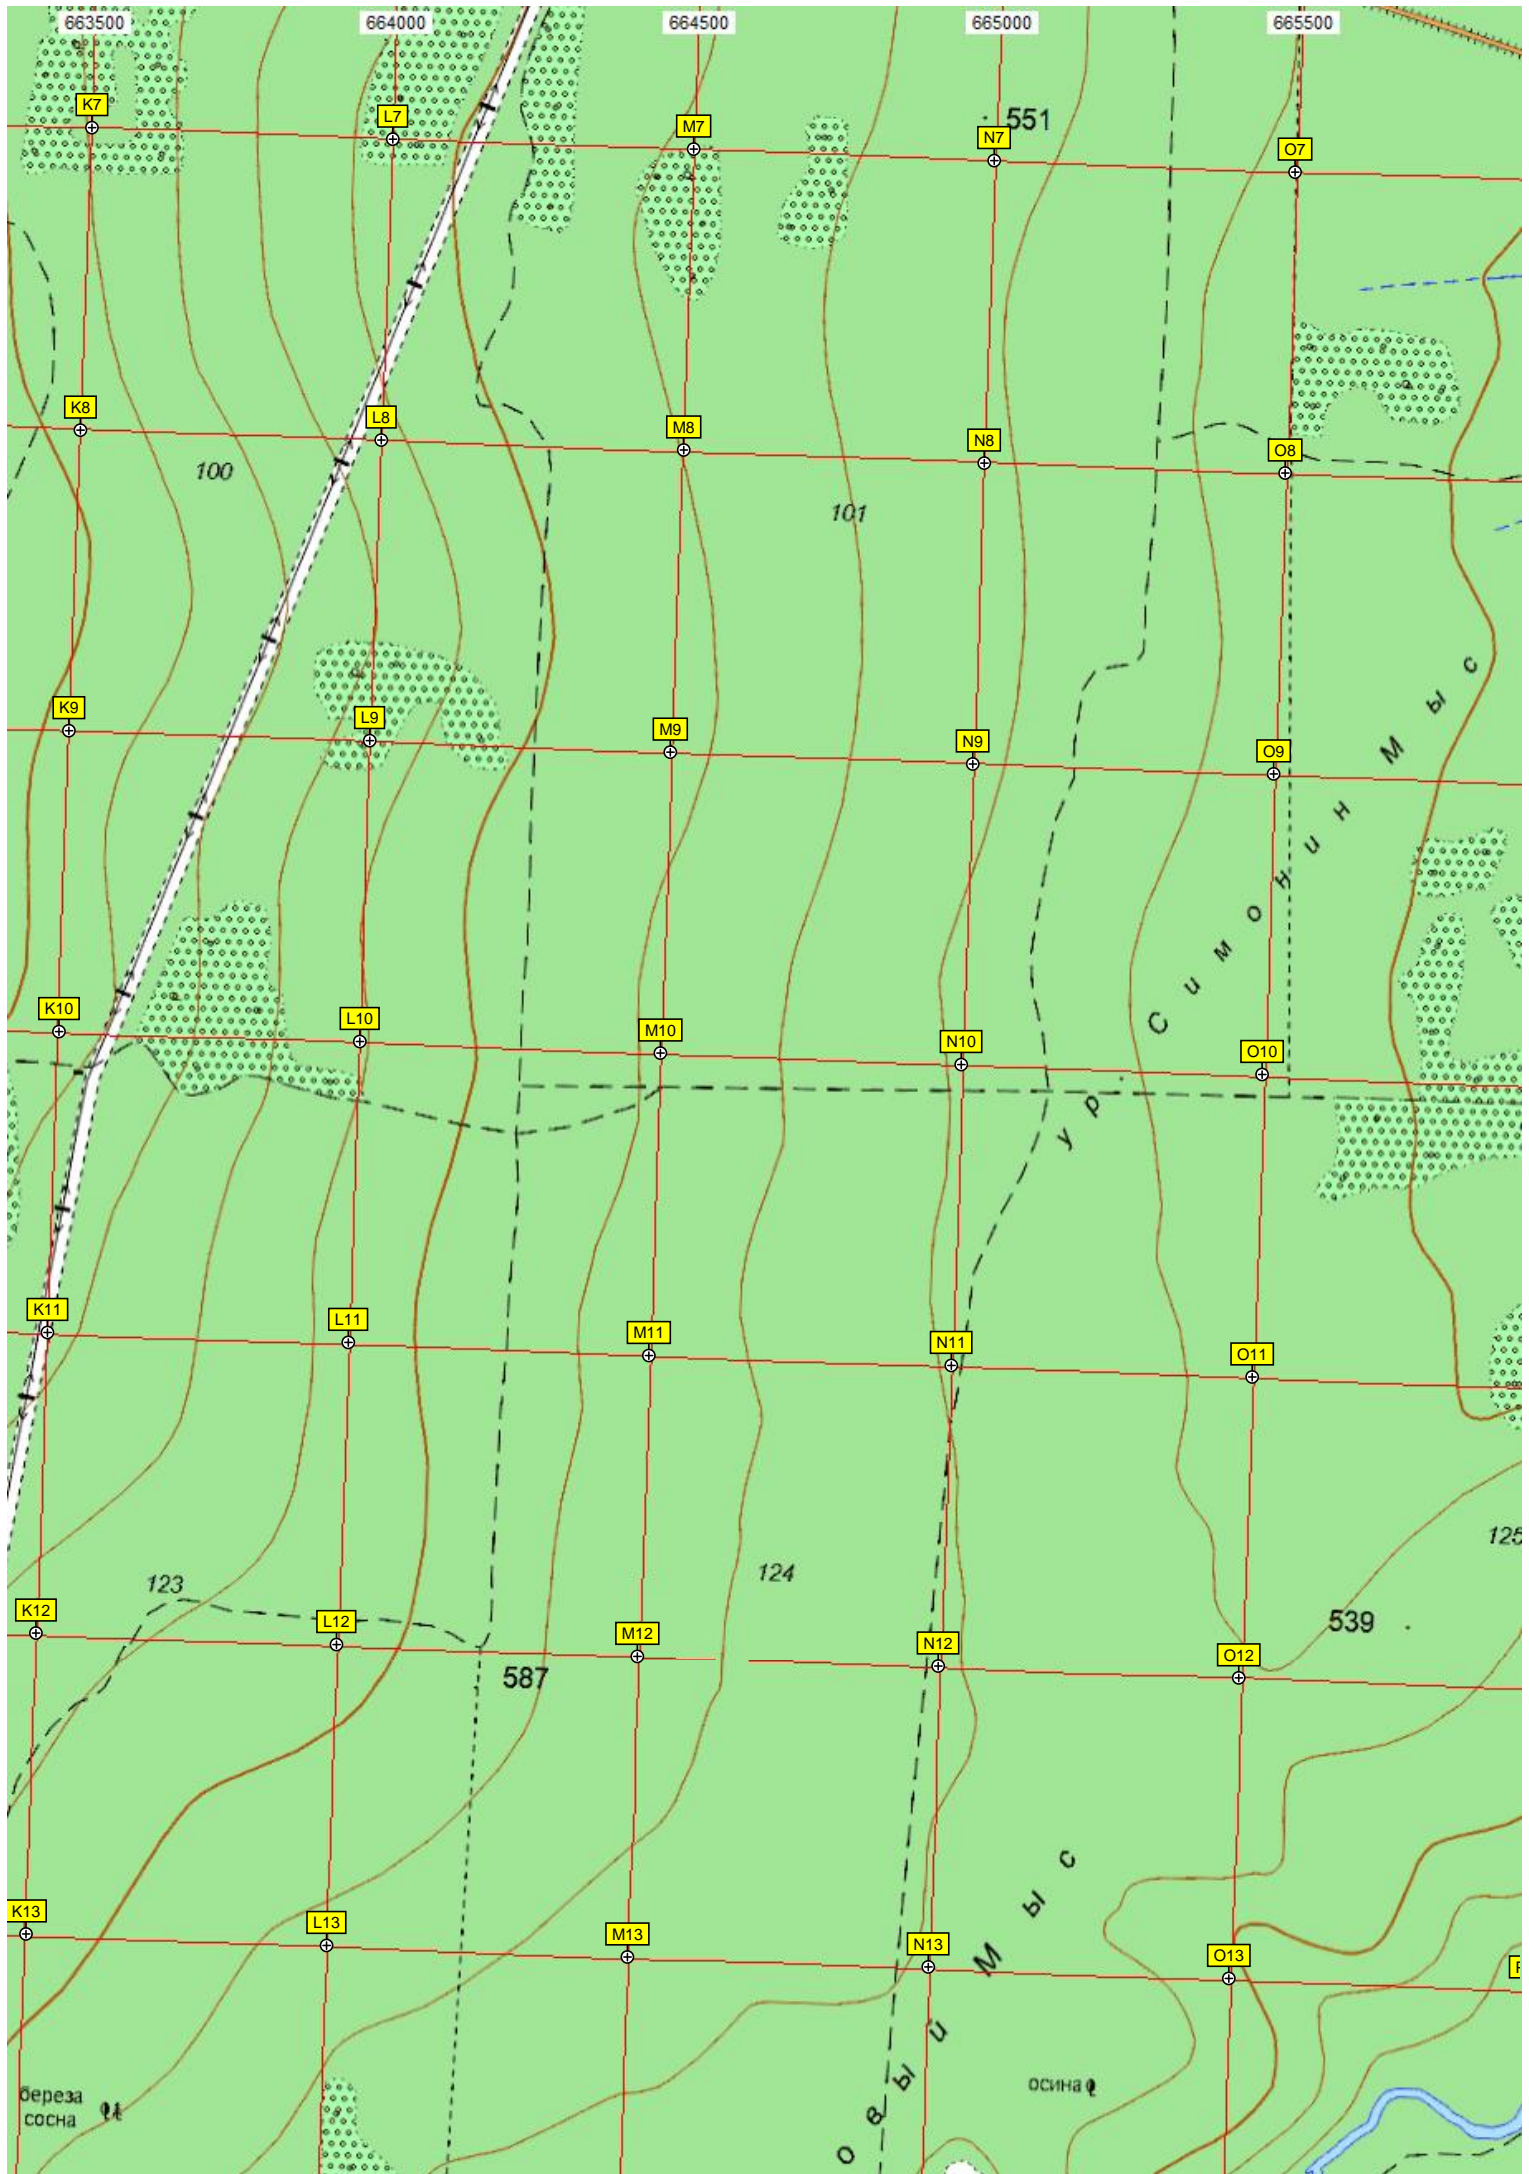 663500 664000 664500 665000 665500
K7 L7 M7 N7 551 O7
K8 L8 M8 N8 O8
100 101
K9 L9 M9 N9 O9
K10 L10 M10 N10 O10
ур. Симонин Мыс
K11 L11 M11 N11 O11
123 124 125
K12 L12 M12 N12 O12
587 539
K13 L13 M13 N13 O13
овый Мыс
береза
сосна
осина